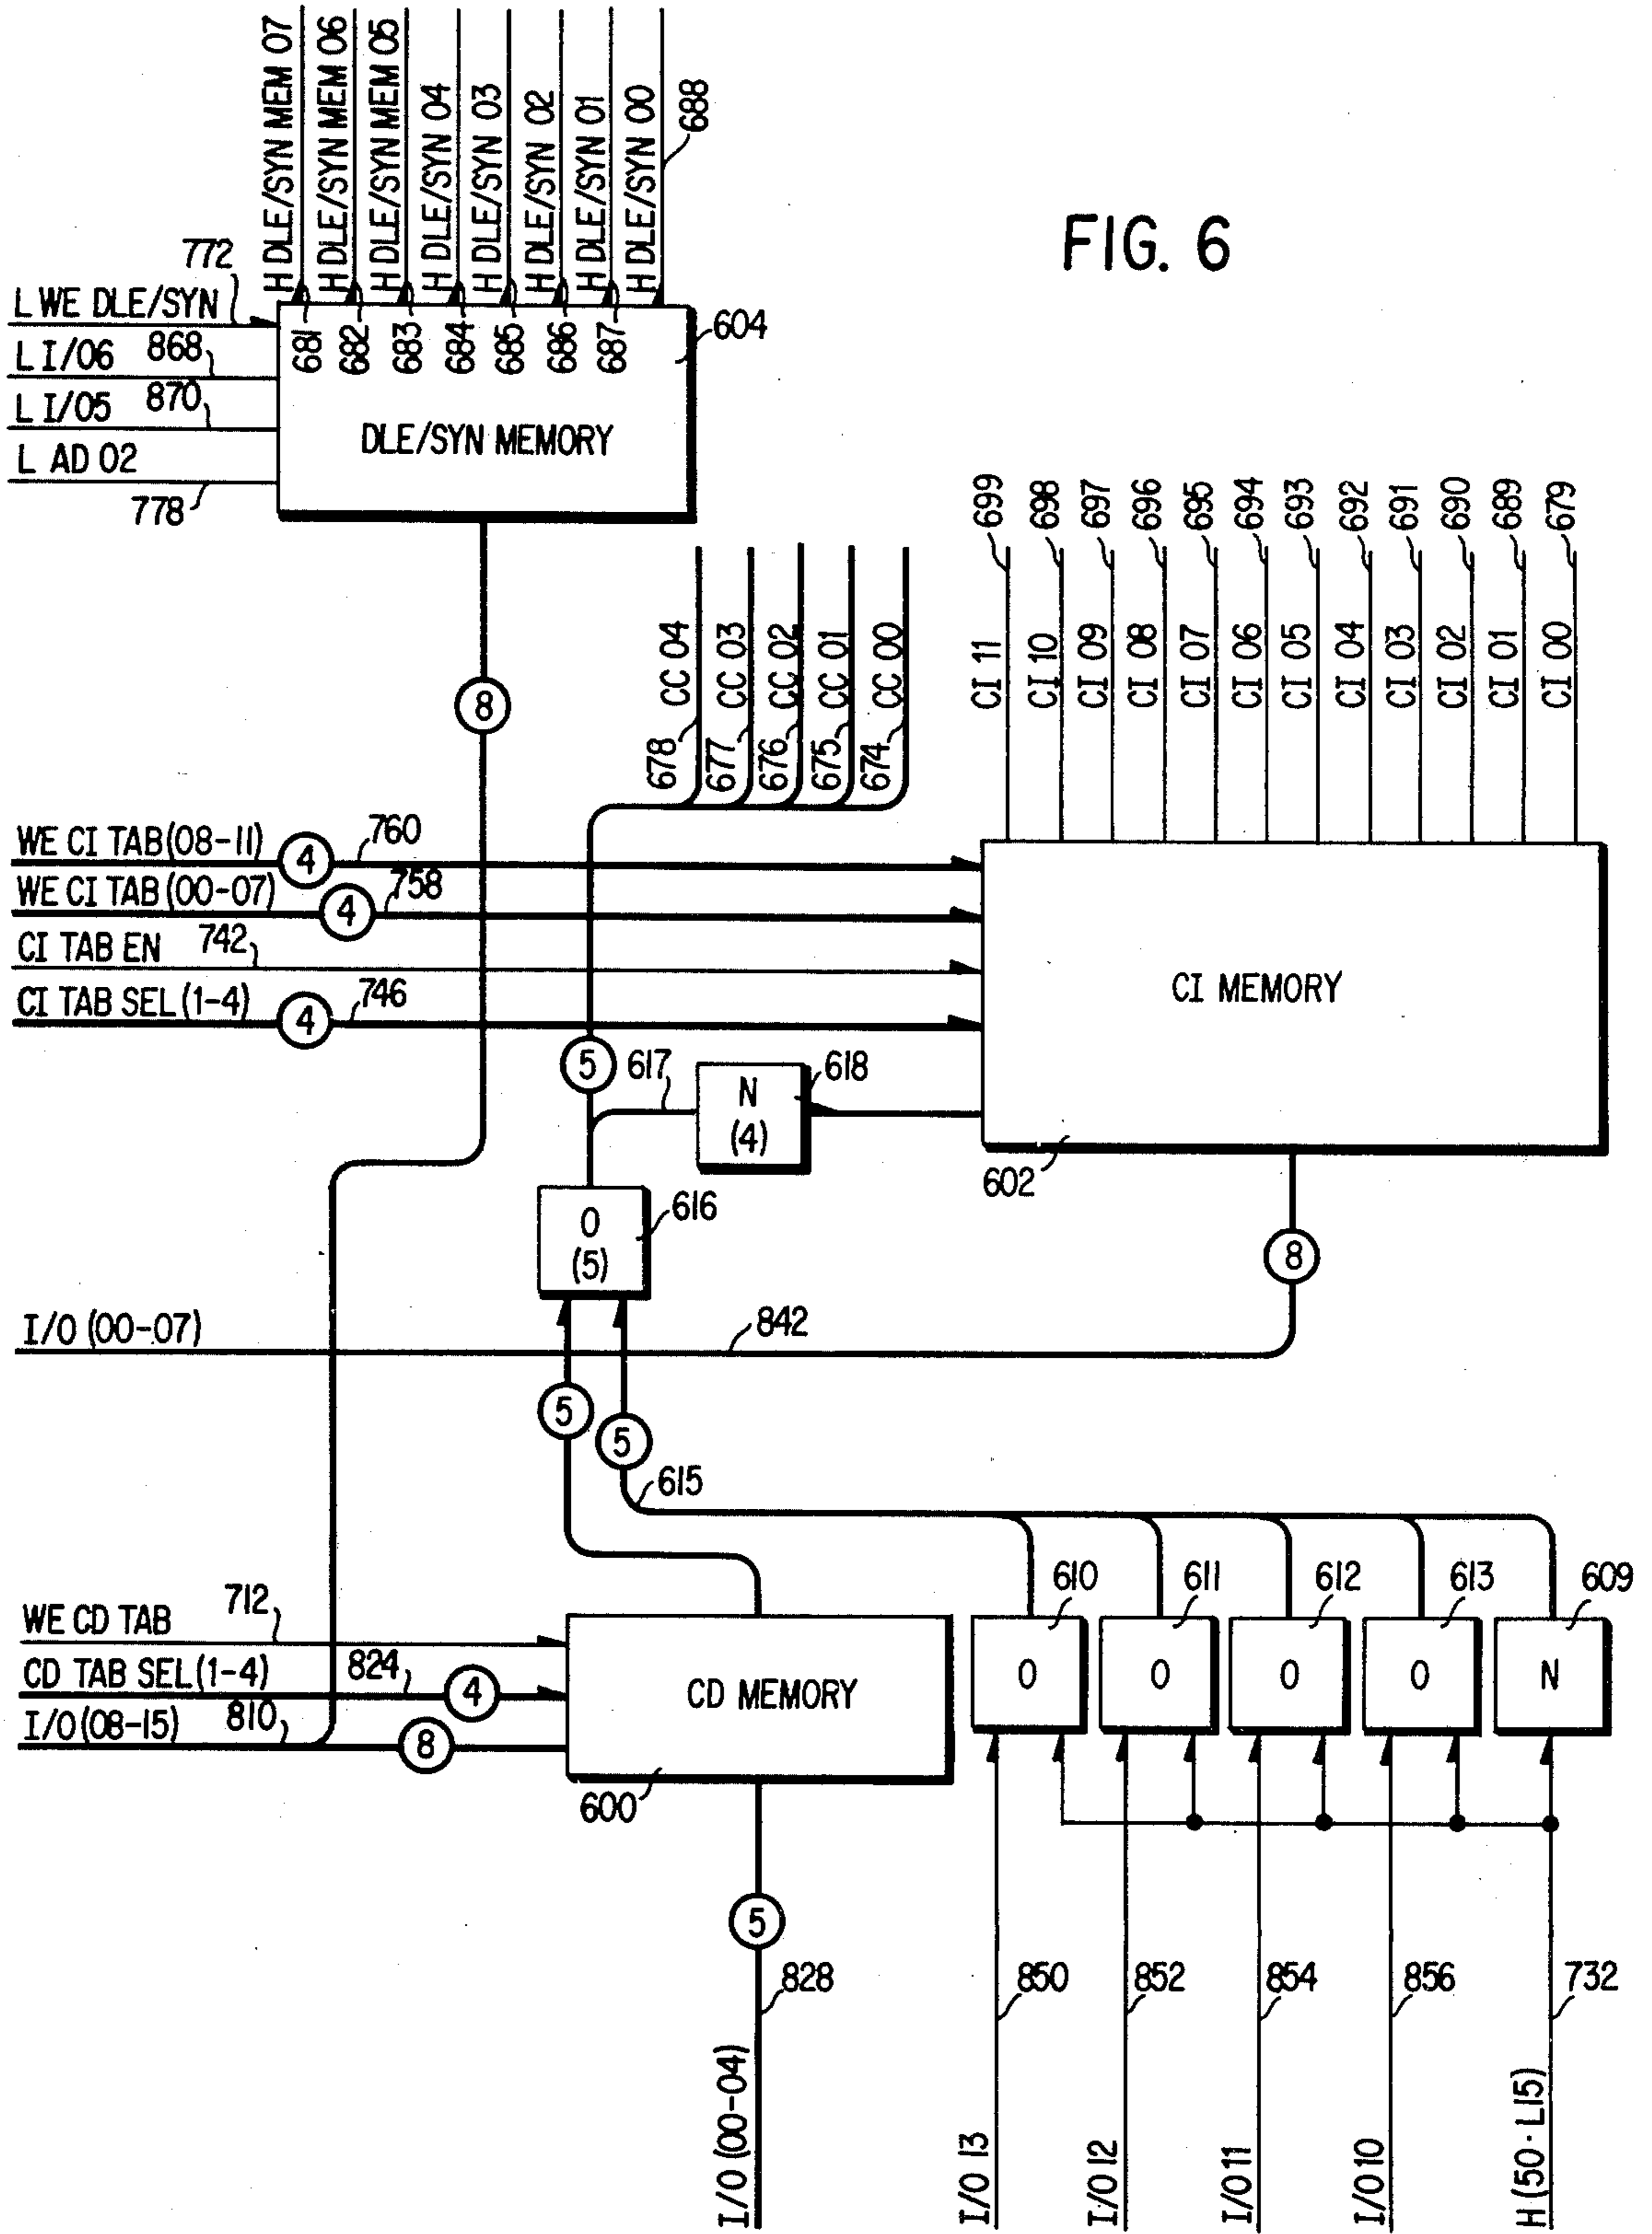 FIG. 6
H DLE/SYN MEM 07
H DLE/SYN MEM 06
H DLE/SYN MEM 05
H DLE/SYN 04
H DLE/SYN 03
H DLE/SYN 02
H DLE/SYN 01
H DLE/SYN 00
688
772
L WE DLE/SYN
L I/06
868
L I/05
870
L AD 02
778
681
682
683
684
685
686
687
604
DLE/SYN MEMORY
8
CC 04
CC 03
CC 02
CC 01
CC 00
678
677
676
675
674
699
698
697
696
695
694
693
692
691
690
689
679
CI 11
CI 10
CI 09
CI 08
CI 07
CI 06
CI 05
CI 04
CI 03
CI 02
CI 01
CI 00
WE CI TAB(08-11)
4
760
WE CI TAB(00-07)
4
758
CI TAB EN
742
CI TAB SEL(1-4)
4
746
CI MEMORY
602
5
617
N
(4)
618
O
(5)
616
8
I/O (00-07)
842
5
5
615
WE CD TAB
712
CD TAB SEL(1-4)
824
4
I/O(08-15)
810
8
CD MEMORY
600
610
611
612
613
609
O
O
O
O
N
5
828
850
852
854
856
732
I/O (00-04)
I/O 13
I/O 12
I/O 11
I/O 10
H (50·L15)